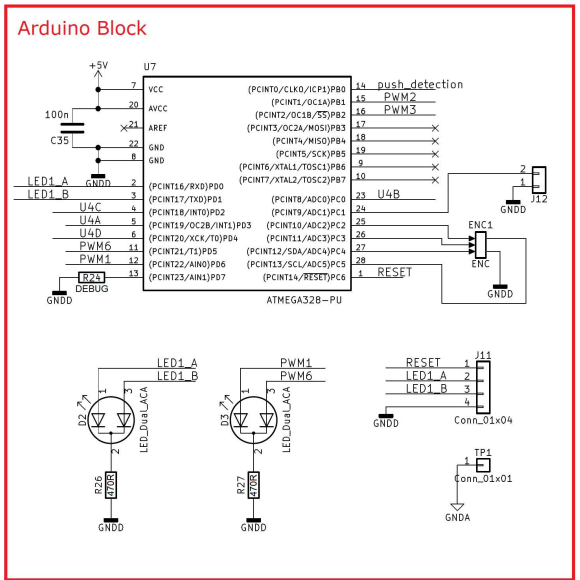 Arduino Block
+5V
U7
7 VCC
20 AVCC
100n
C35
21 AREF
22 GND
8 GND
GNDD
LED1_A 2 (PCINT16/RXD)PD0
LED1_B 3 (PCINT17/TXD)PD1
U4C 4 (PCINT18/INT0)PD2
U4A 5 (PCINT19/OC2B/INT1)PD3
U4D 6 (PCINT20/XCK/T0)PD4
PWM6 11 (PCINT21/T1)PD5
PWM1 12 (PCINT22/AIN0)PD6
R24 13 (PCINT23/AIN1)PD7
DEBUG
GNDD
(PCINT0/CLKO/ICP1)PB0 14 push_detection
(PCINT1/OC1A)PB1 15 PWM2
(PCINT2/OC1B/SS)PB2 16 PWM3
(PCINT3/OC2A/MOSI)PB3 17
(PCINT4/MISO)PB4 18
(PCINT5/SCK)PB5 19
(PCINT6/XTAL1/TOSC1)PB6 9
(PCINT7/XTAL2/TOSC2)PB7 10
(PCINT8/ADC0)PC0 23 U4B
(PCINT9/ADC1)PC1 24
(PCINT10/ADC2)PC2 25
(PCINT11/ADC3)PC3 26
(PCINT12/SDA/ADC4)PC4 27
(PCINT13/SCL/ADC5)PC5 28
(PCINT14/RESET)PC6 1 RESET
ATMEGA328-PU
2
1
J12
GNDD
ENC1
ENC
GNDD
LED1_A
LED1_B
1 3
D2
LED_Dual_ACA
2
R26
470R
GNDD
PWM1
PWM6
1 3
D3
LED_Dual_ACA
2
R27
470R
GNDD
J11
RESET 1
LED1_A 2
LED1_B 3
4
GNDD
Conn_01x04
TP1
1
Conn_01x01
GNDA